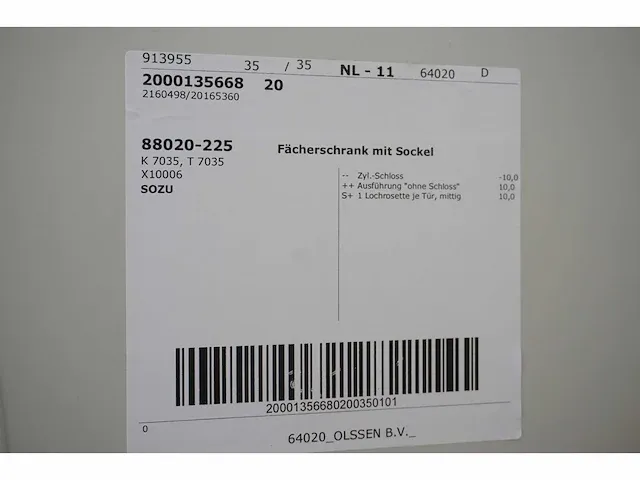 913955 35 / 35 NL - 11 64020 D
2000135668 20
2160498/20165360
88020-225 Fächerschrank mit Sockel
K 7035, T 7035
X10006
SOZU
-- Zyl.-Schloss -10,0
++ Ausführung "ohne Schloss" 10,0
S+ 1 Lochrosette je Tür, mittig 10,0
20001356680200350101
0
64020_OLSSEN B.V._